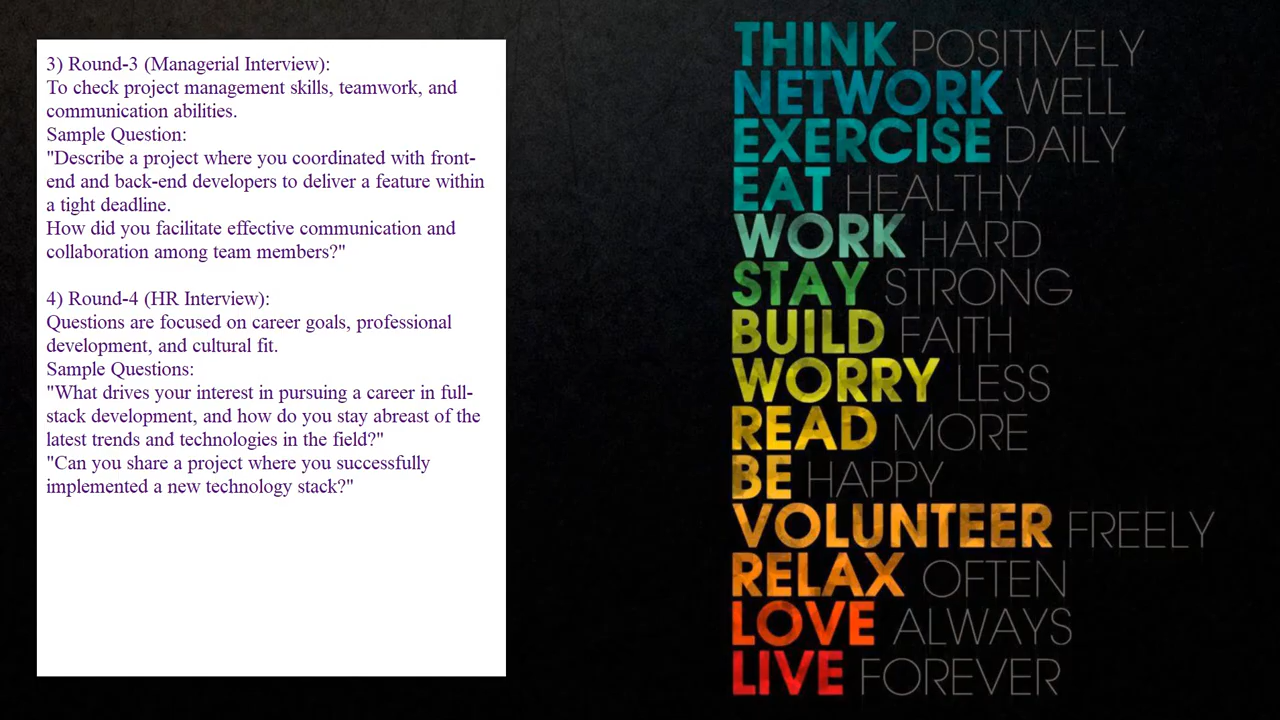 3) Round-3 (Managerial Interview):
To check project management skills, teamwork, and
communication abilities.
Sample Question:
"Describe a project where you coordinated with front-
end and back-end developers to deliver a feature within
a tight deadline.
How did you facilitate effective communication and
collaboration among team members?"
4) Round-4 (HR Interview):
Questions are focused on career goals, professional
development, and cultural fit.
Sample Questions:
"What drives your interest in pursuing a career in full-
stack development, and how do you stay abreast of the
latest trends and technologies in the field?"
"Can you share a project where you successfully
implemented a new technology stack?"
THINK POSITIVELY
NETWORK WELL
EXERCISE DAILY
EAT HEALTHY
WORK HARD
STAY STRONG
BUILD FAITH
WORRY LESS
READ MORE
BE HAPPY
VOLUNTEER FREELY
RELAX OFTEN
LOVE ALWAYS
LIVE FOREVER